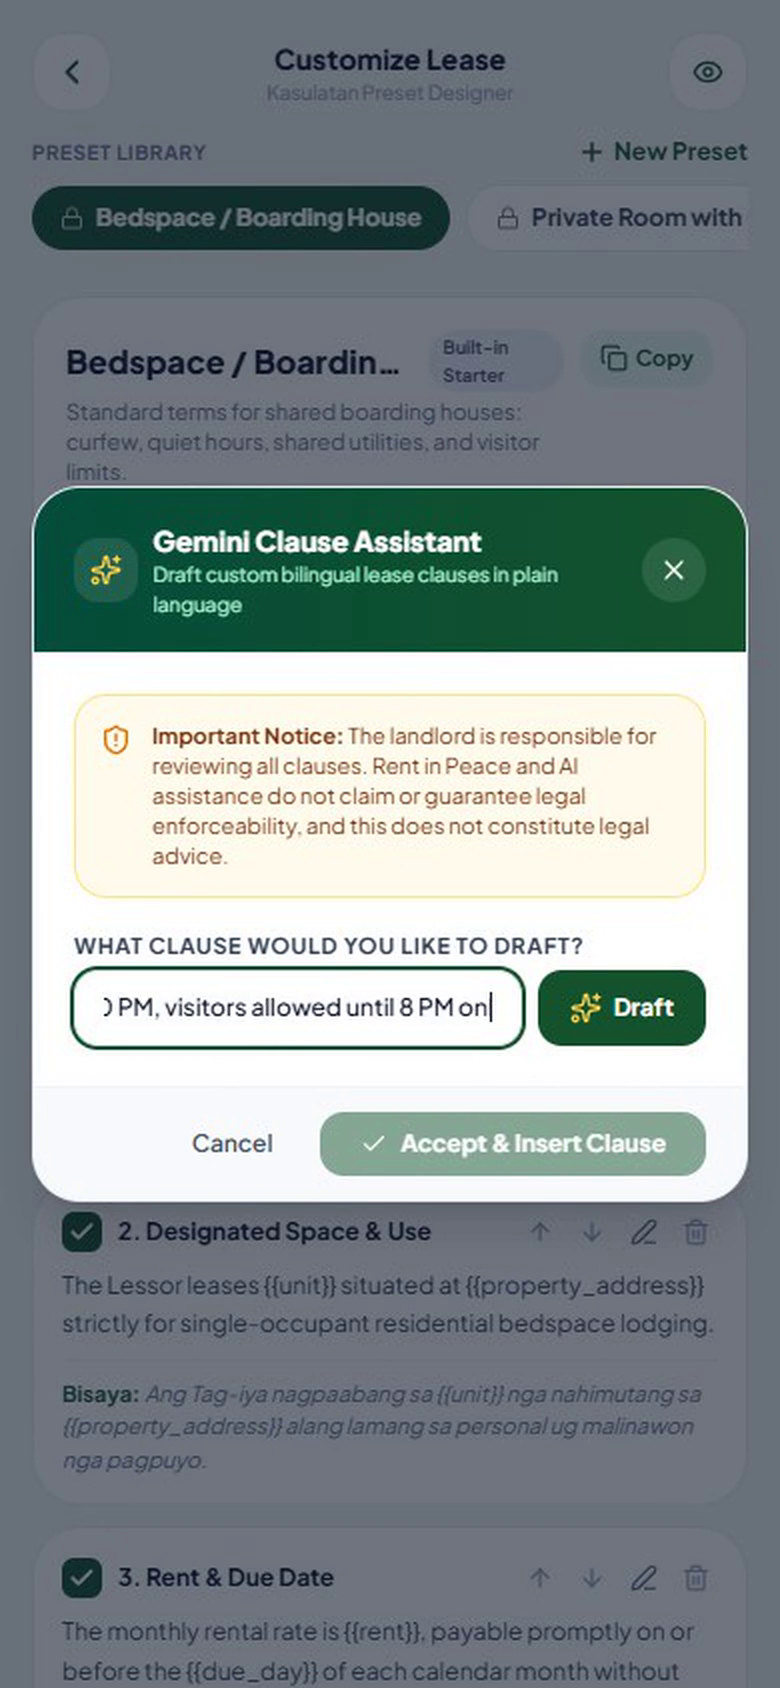 Customize Lease
Kasulatan Preset Designer
PRESET LIBRARY
+ New Preset
Bedspace / Boarding House
Private Room with
Bedspace / Boardin...
Built-in
Starter
Copy
Standard terms for shared boarding houses:
curfew, quiet hours, shared utilities, and visitor
limits.
Gemini Clause Assistant
Draft custom bilingual lease clauses in plain
language
Important Notice: The landlord is responsible for
reviewing all clauses. Rent in Peace and AI
assistance do not claim or guarantee legal
enforceability, and this does not constitute legal
advice.
WHAT CLAUSE WOULD YOU LIKE TO DRAFT?
PM, visitors allowed until 8 PM on
Draft
Cancel
Accept & Insert Clause
2. Designated Space & Use
The Lessor leases {{unit}} situated at {{property_address}}
strictly for single-occupant residential bedspace lodging.
Bisaya: Ang Tag-iya nagpaabang sa {{unit}} nga nahimutang sa
{{property_address}} alang lamang sa personal ug malinawon
nga pagpuyo.
3. Rent & Due Date
The monthly rental rate is {{rent}}, payable promptly on or
before the {{due_day}} of each calendar month without